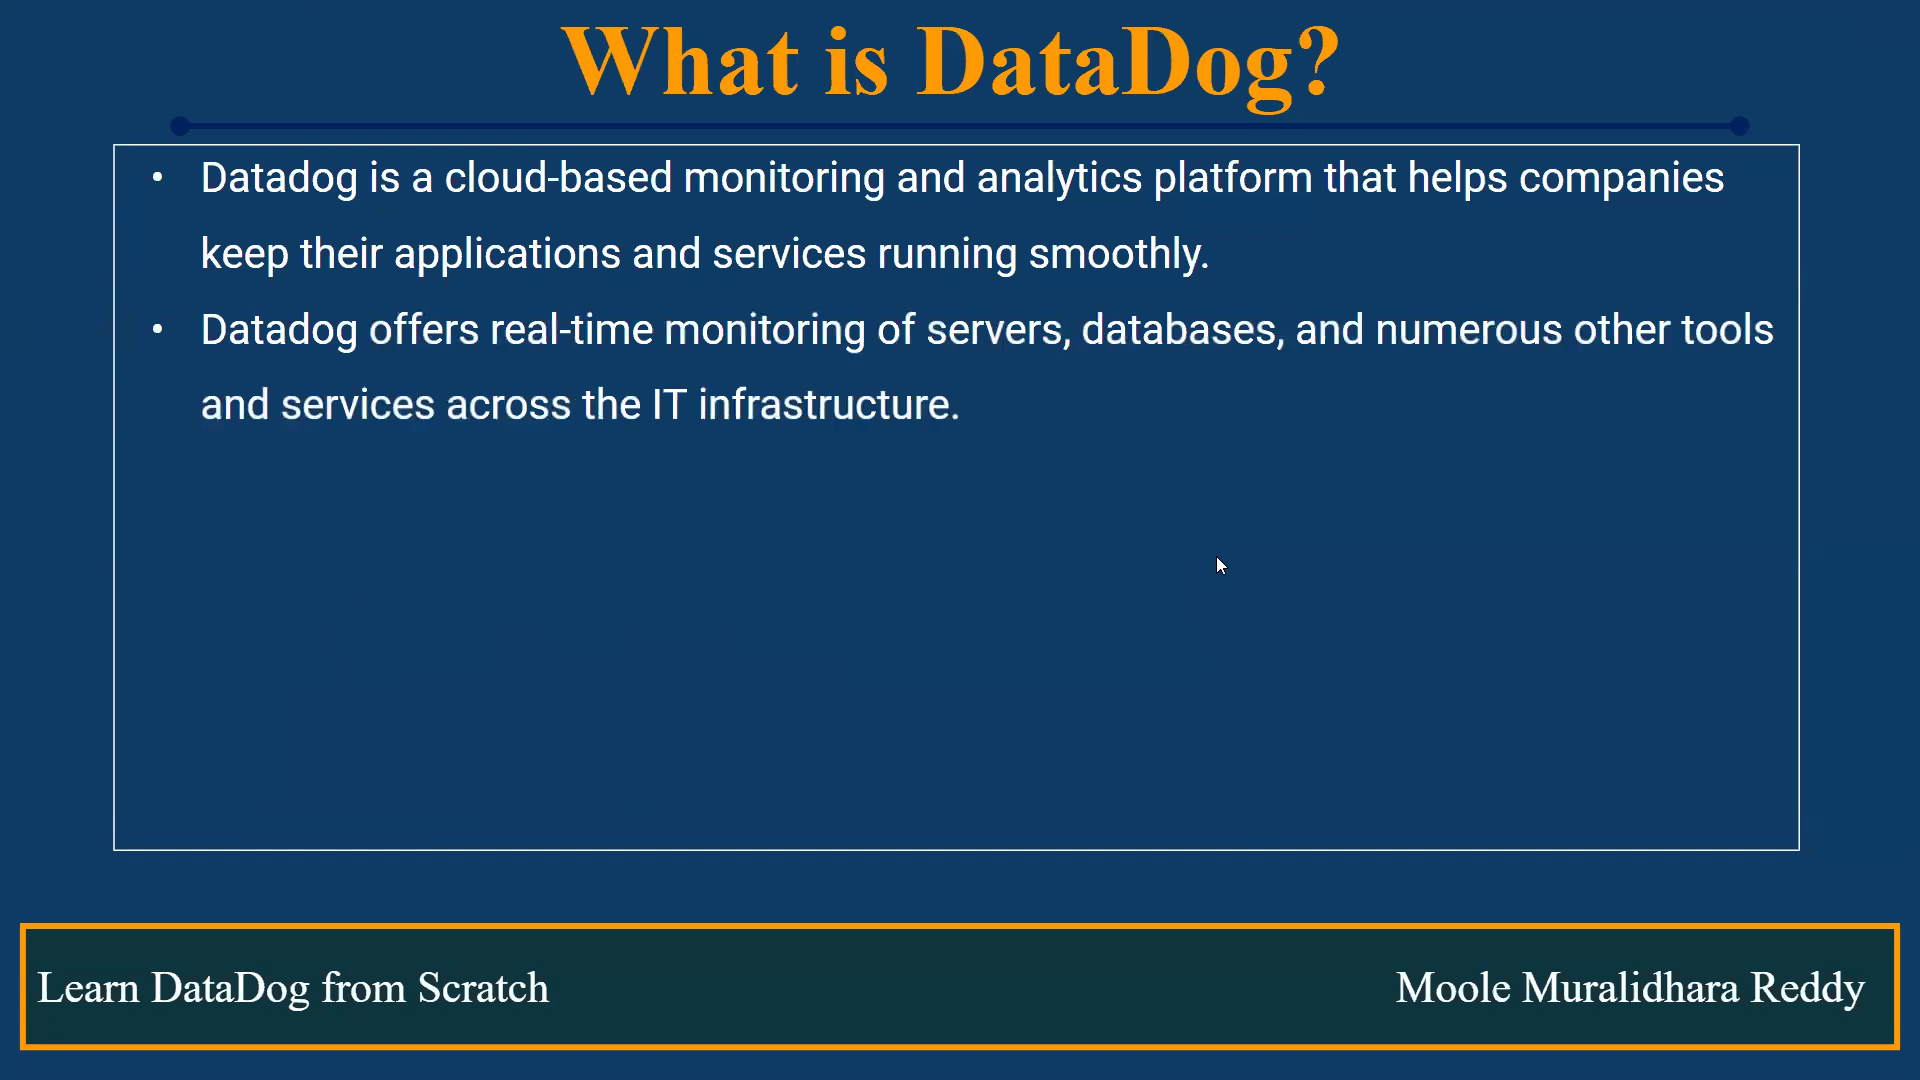 What is DataDog?
• Datadog is a cloud-based monitoring and analytics platform that helps companies
keep their applications and services running smoothly.
• Datadog offers real-time monitoring of servers, databases, and numerous other tools
and services across the IT infrastructure.
Learn DataDog from Scratch
Moole Muralidhara Reddy